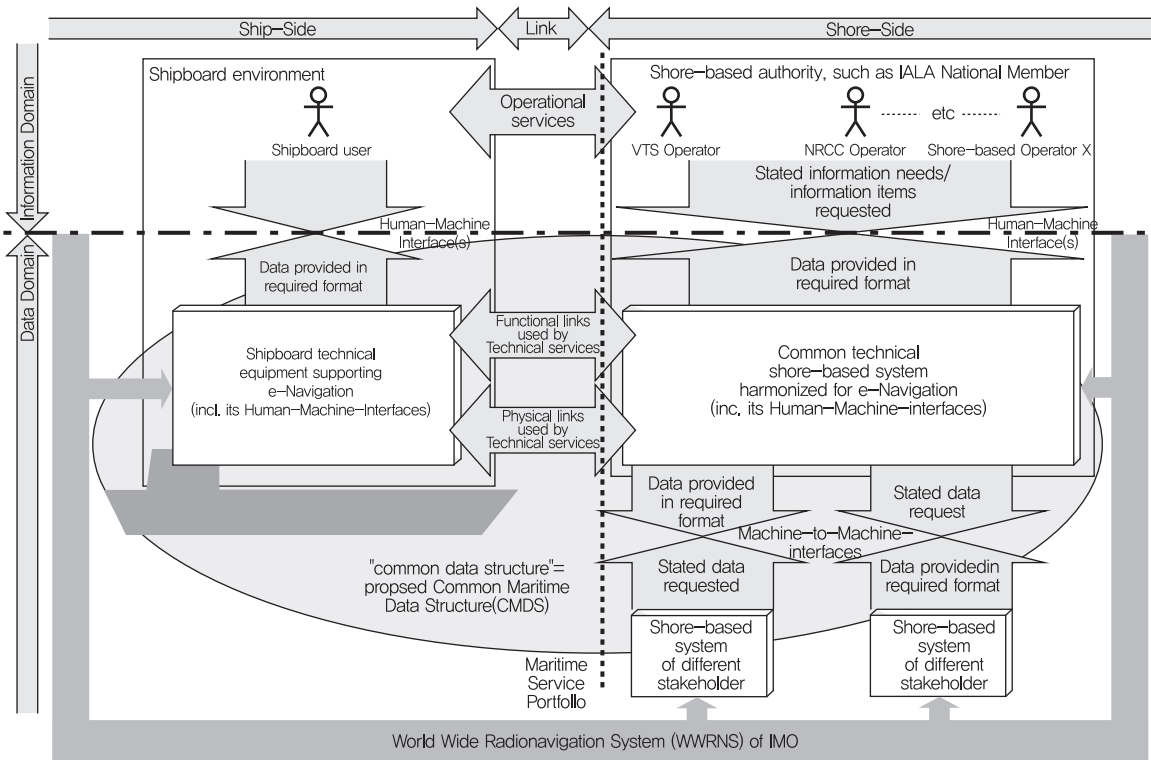 Ship-Side
Link
Shore-Side
Information Domain
Data Domain
Shipboard environment
Shipboard user
Operational
services
Shore-based authority, such as IALA National Member
VTS Operator
NRCC Operator
etc
Shore-based Operator X
Stated information needs/
information items
requested
Human-Machine
Interface(s)
Human-Machine
Interface(s)
Data provided in
required format
Data provided in
required format
Shipboard technical
equipment supporting
e-Navigation
(incl. its Human-Machine-Interfaces)
Functional links
used by
Technical services
Physical links
used by
Technical services
Common technical
shore-based system
harmonized for e-Navigation
(inc. its Human-Machine-interfaces)
Data provided
in required
format
Stated data
request
Machine-to-Machine-
interfaces
Stated data
requested
Data providedin
required format
"common data structure"=
propsed Common Maritime
Data Structure(CMDS)
Shore-based
system
of different
stakeholder
Shore-based
system
of different
stakeholder
Maritime
Service
Portfolio
World Wide Radionavigation System (WWRNS) of IMO